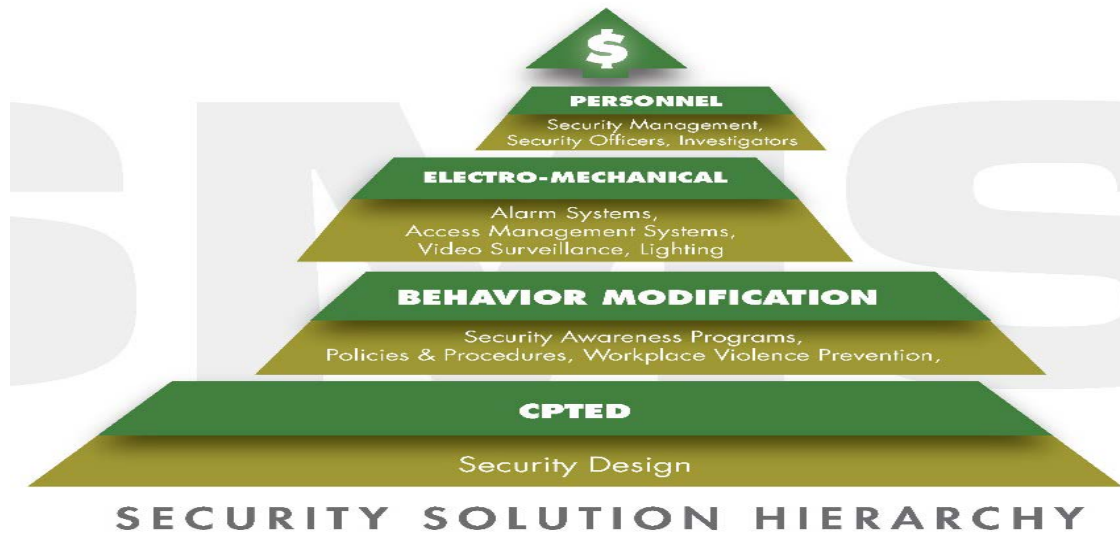 $
PERSONNEL
Security Management,
Security Officers, Investigators
ELECTRO-MECHANICAL
Alarm Systems,
Access Management Systems,
Video Surveillance, Lighting
BEHAVIOR MODIFICATION
Security Awareness Programs,
Policies & Procedures, Workplace Violence Prevention,
CPTED
Security Design
SECURITY SOLUTION HIERARCHY
SMS